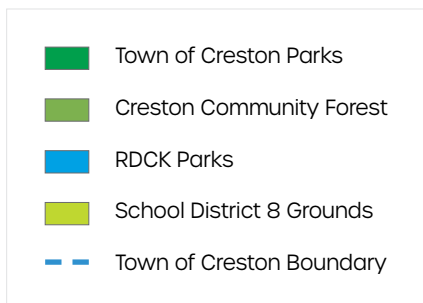 Town of Creston Parks
Creston Community Forest
RDCK Parks
School District 8 Grounds
Town of Creston Boundary